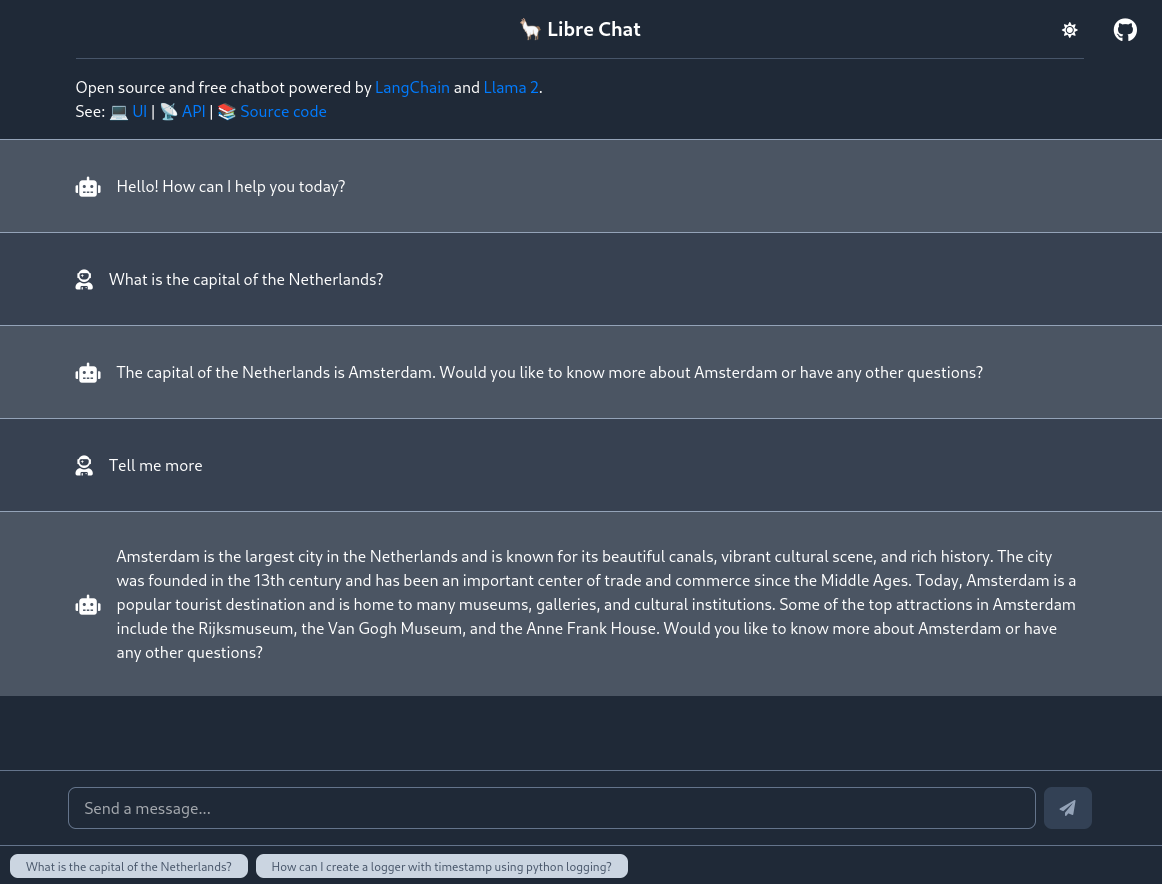 🦙 Libre Chat
Open source and free chatbot powered by LangChain and Llama 2.
See: 💻 UI | 📡 API | 📚 Source code
Hello! How can I help you today?
What is the capital of the Netherlands?
The capital of the Netherlands is Amsterdam. Would you like to know more about Amsterdam or have any other questions?
Tell me more
Amsterdam is the largest city in the Netherlands and is known for its beautiful canals, vibrant cultural scene, and rich history. The city
was founded in the 13th century and has been an important center of trade and commerce since the Middle Ages. Today, Amsterdam is a
popular tourist destination and is home to many museums, galleries, and cultural institutions. Some of the top attractions in Amsterdam
include the Rijksmuseum, the Van Gogh Museum, and the Anne Frank House. Would you like to know more about Amsterdam or have
any other questions?
Send a message...
What is the capital of the Netherlands?
How can I create a logger with timestamp using python logging?